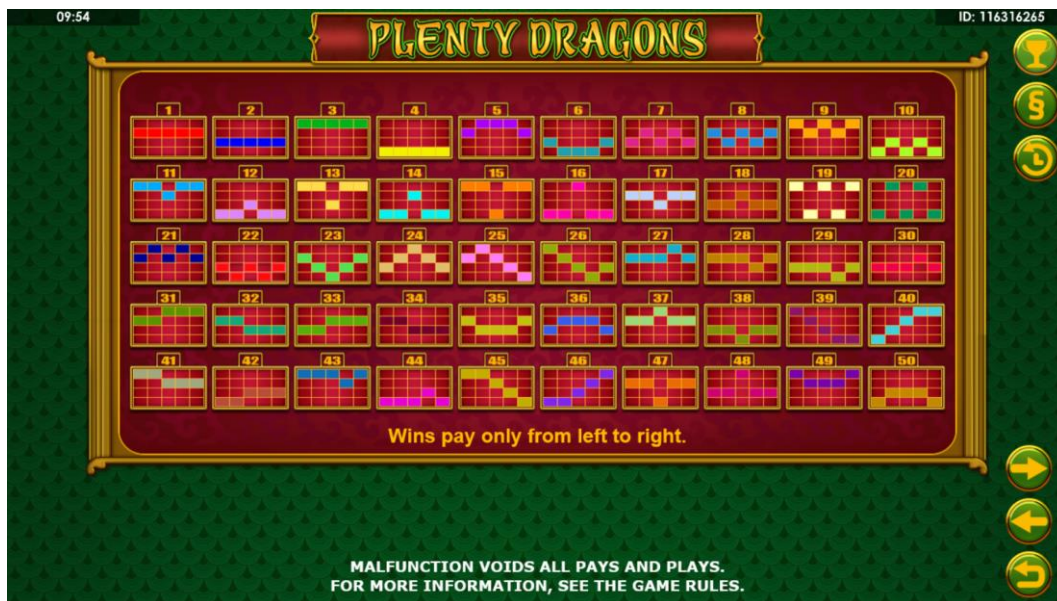 09:54
ID: 116316265
PLENTY DRAGONS
1 2 3 4 5 6 7 8 9 10
11 12 13 14 15 16 17 18 19 20
21 22 23 24 25 26 27 28 29 30
31 32 33 34 35 36 37 38 39 40
41 42 43 44 45 46 47 48 49 50
Wins pay only from left to right.
MALFUNCTION VOIDS ALL PAYS AND PLAYS.
FOR MORE INFORMATION, SEE THE GAME RULES.
§